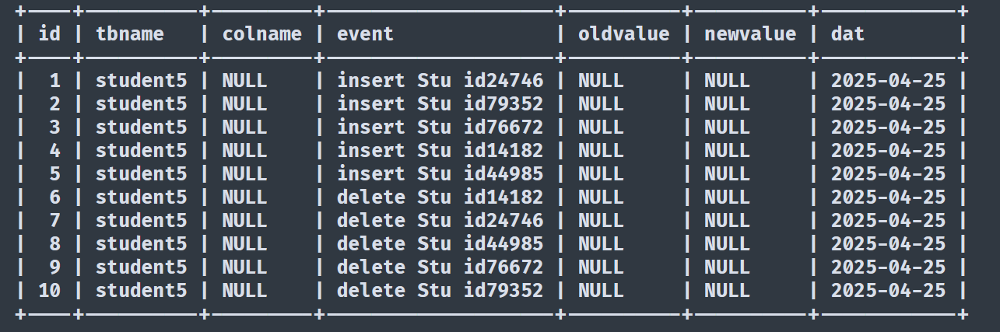 +----+----------+---------+--------------------+----------+----------+------------+
| id | tbname   | colname | event              | oldvalue | newvalue | dat        |
+----+----------+---------+--------------------+----------+----------+------------+
|  1 | student5 | NULL    | insert Stu id24746 | NULL     | NULL     | 2025-04-25 |
|  2 | student5 | NULL    | insert Stu id79352 | NULL     | NULL     | 2025-04-25 |
|  3 | student5 | NULL    | insert Stu id76672 | NULL     | NULL     | 2025-04-25 |
|  4 | student5 | NULL    | insert Stu id14182 | NULL     | NULL     | 2025-04-25 |
|  5 | student5 | NULL    | insert Stu id44985 | NULL     | NULL     | 2025-04-25 |
|  6 | student5 | NULL    | delete Stu id14182 | NULL     | NULL     | 2025-04-25 |
|  7 | student5 | NULL    | delete Stu id24746 | NULL     | NULL     | 2025-04-25 |
|  8 | student5 | NULL    | delete Stu id44985 | NULL     | NULL     | 2025-04-25 |
|  9 | student5 | NULL    | delete Stu id76672 | NULL     | NULL     | 2025-04-25 |
| 10 | student5 | NULL    | delete Stu id79352 | NULL     | NULL     | 2025-04-25 |
+----+----------+---------+--------------------+----------+----------+------------+